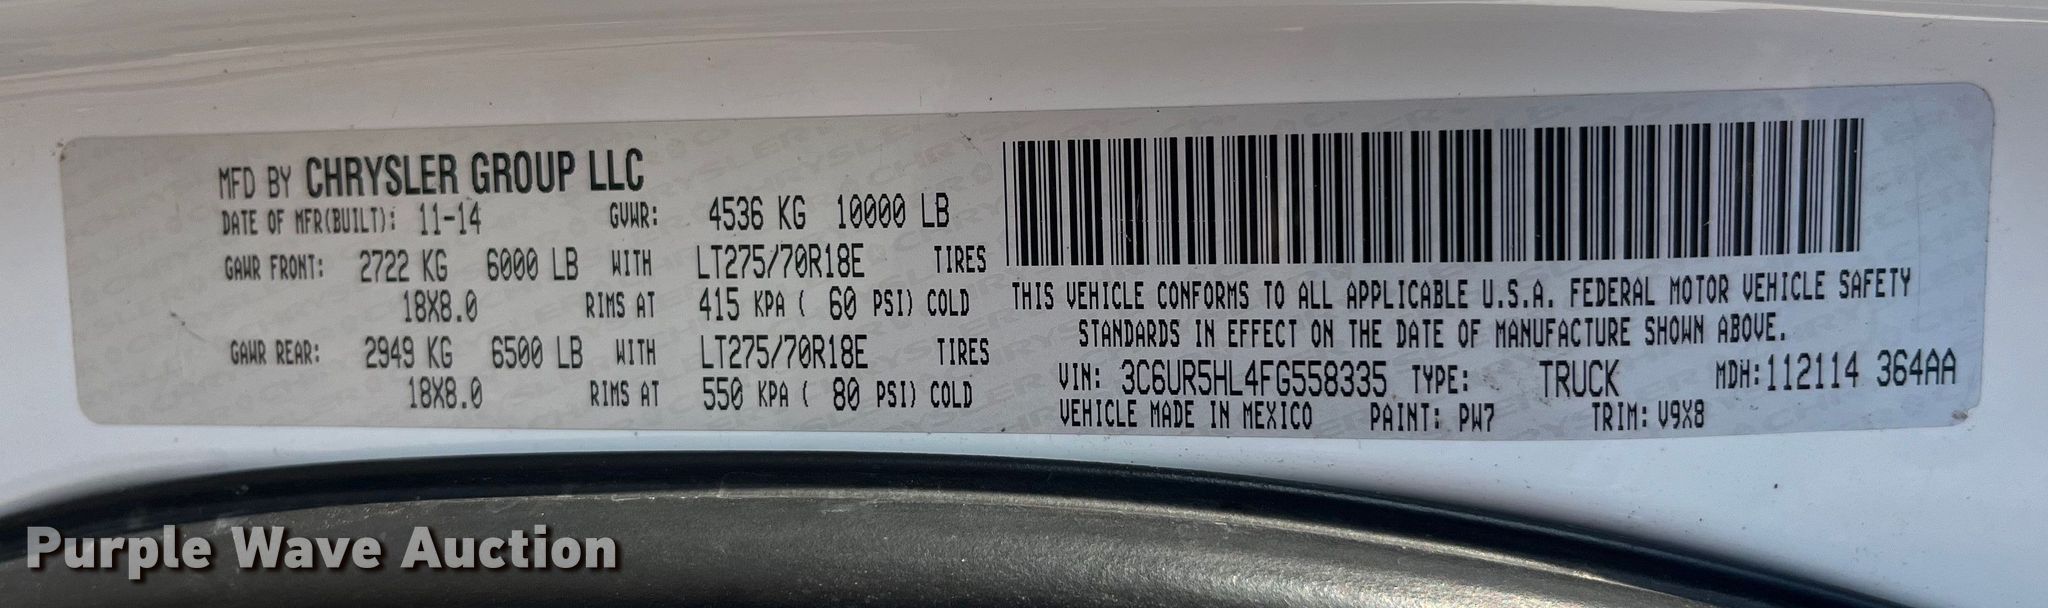 MFD BY CHRYSLER GROUP LLC
DATE OF MFR(BUILT): 11-14 GVWR: 4536 KG 10000 LB
GAWR FRONT: 2722 KG 6000 LB WITH LT275/70R18E TIRES
18X8.0 RIMS AT 415 KPA ( 60 PSI) COLD
GAWR REAR: 2949 KG 6500 LB WITH LT275/70R18E TIRES
18X8.0 RIMS AT 550 KPA ( 80 PSI) COLD
THIS VEHICLE CONFORMS TO ALL APPLICABLE U.S.A. FEDERAL MOTOR VEHICLE SAFETY
STANDARDS IN EFFECT ON THE DATE OF MANUFACTURE SHOWN ABOVE.
VIN: 3C6UR5HL4FG558335 TYPE: TRUCK MDH: 112114 364AA
VEHICLE MADE IN MEXICO PAINT: PW7 TRIM: V9X8
Purple Wave Auction